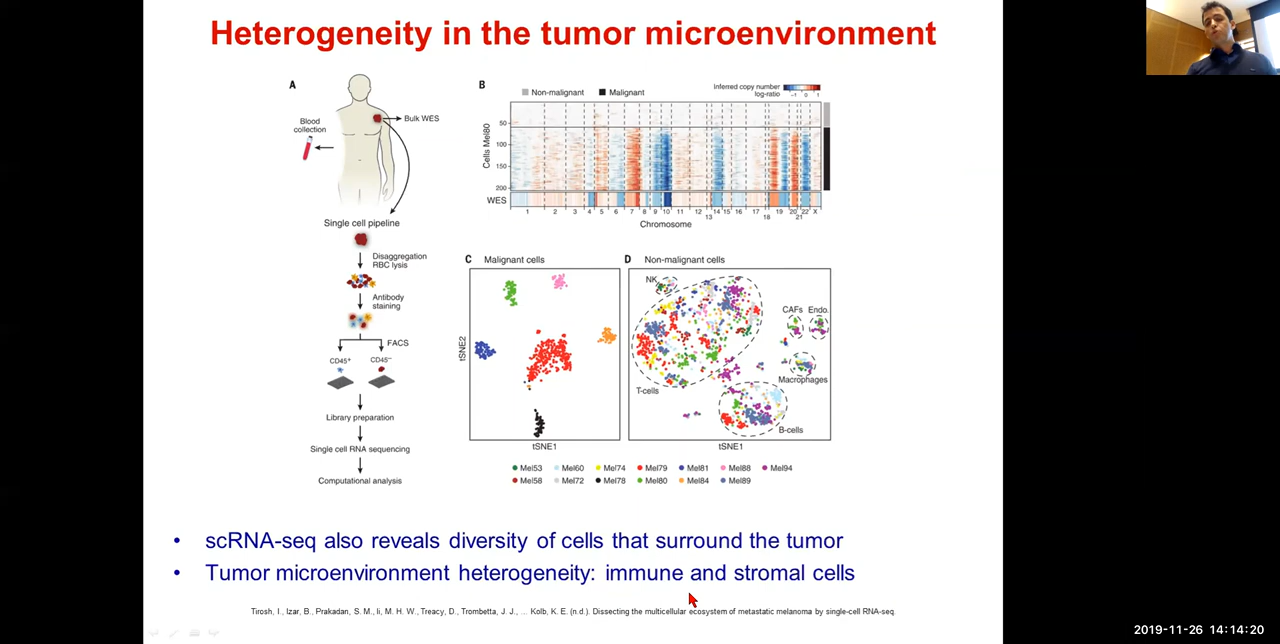 Heterogeneity in the tumor microenvironment
A
Blood
collection
Bulk WES
Single cell pipeline
Disaggregation
RBC lysis
Antibody
staining
FACS
CD45+
CD45−
Library preparation
Single cell RNA sequencing
Computational analysis
B
Non-malignant
Malignant
Inferred copy number
log-ratio
−1 0 1
Cells Mel80
50
100
150
200
WES
1 2 3 4 5 6 7 8 9 10 11 12 13 14 15 16 17 18 19 20 21 22 X
Chromosome
C Malignant cells
tSNE2
tSNE1
D Non-malignant cells
NK
CAFs Endo.
Macrophages
T-cells
B-cells
tSNE1
Mel53 Mel60 Mel74 Mel79 Mel81 Mel88 Mel94
Mel58 Mel72 Mel78 Mel80 Mel84 Mel89
• scRNA-seq also reveals diversity of cells that surround the tumor
• Tumor microenvironment heterogeneity: immune and stromal cells
Tirosh, I., Izar, B., Prakadan, S. M., Ii, M. H. W., Treacy, D., Trombetta, J. J., ... Kolb, K. E. (n.d.). Dissecting the multicellular ecosystem of metastatic melanoma by single-cell RNA-seq.
2019-11-26 14:14:20